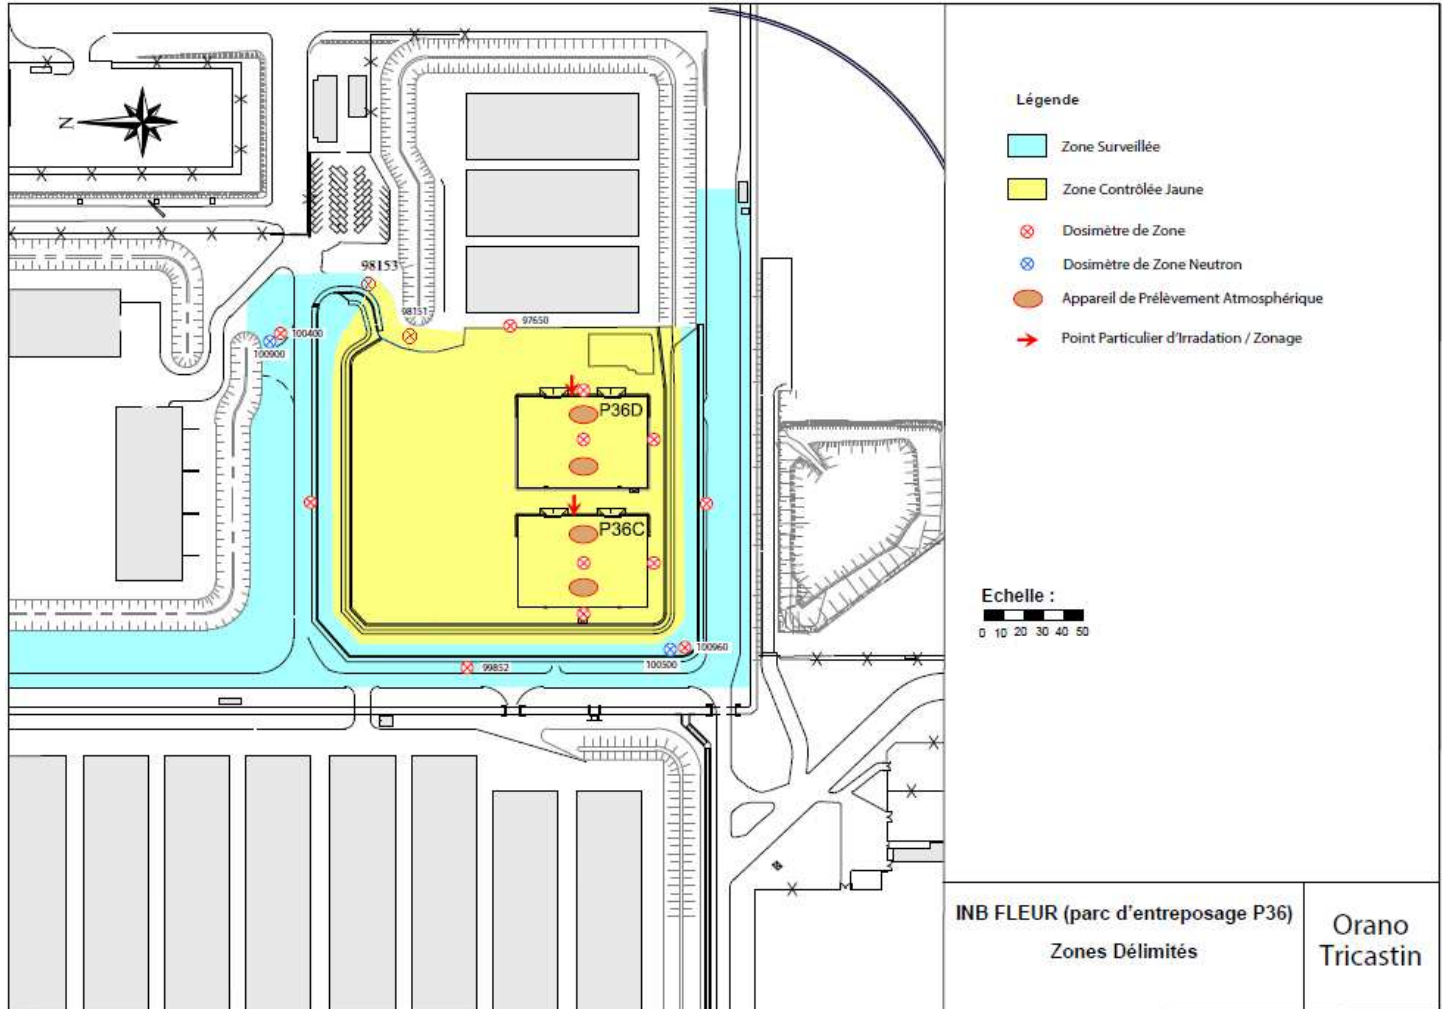 N
98153
98151
97650
100400
100900
P36D
P36C
100960
100500
99852
Légende
Zone Surveillée
Zone Contrôlée Jaune
Dosimètre de Zone
Dosimètre de Zone Neutron
Appareil de Prélèvement Atmosphérique
Point Particulier d'Irradiation / Zonage
Echelle :
0 10 20 30 40 50
INB FLEUR (parc d'entreposage P36)
Zones Délimités
Orano
Tricastin